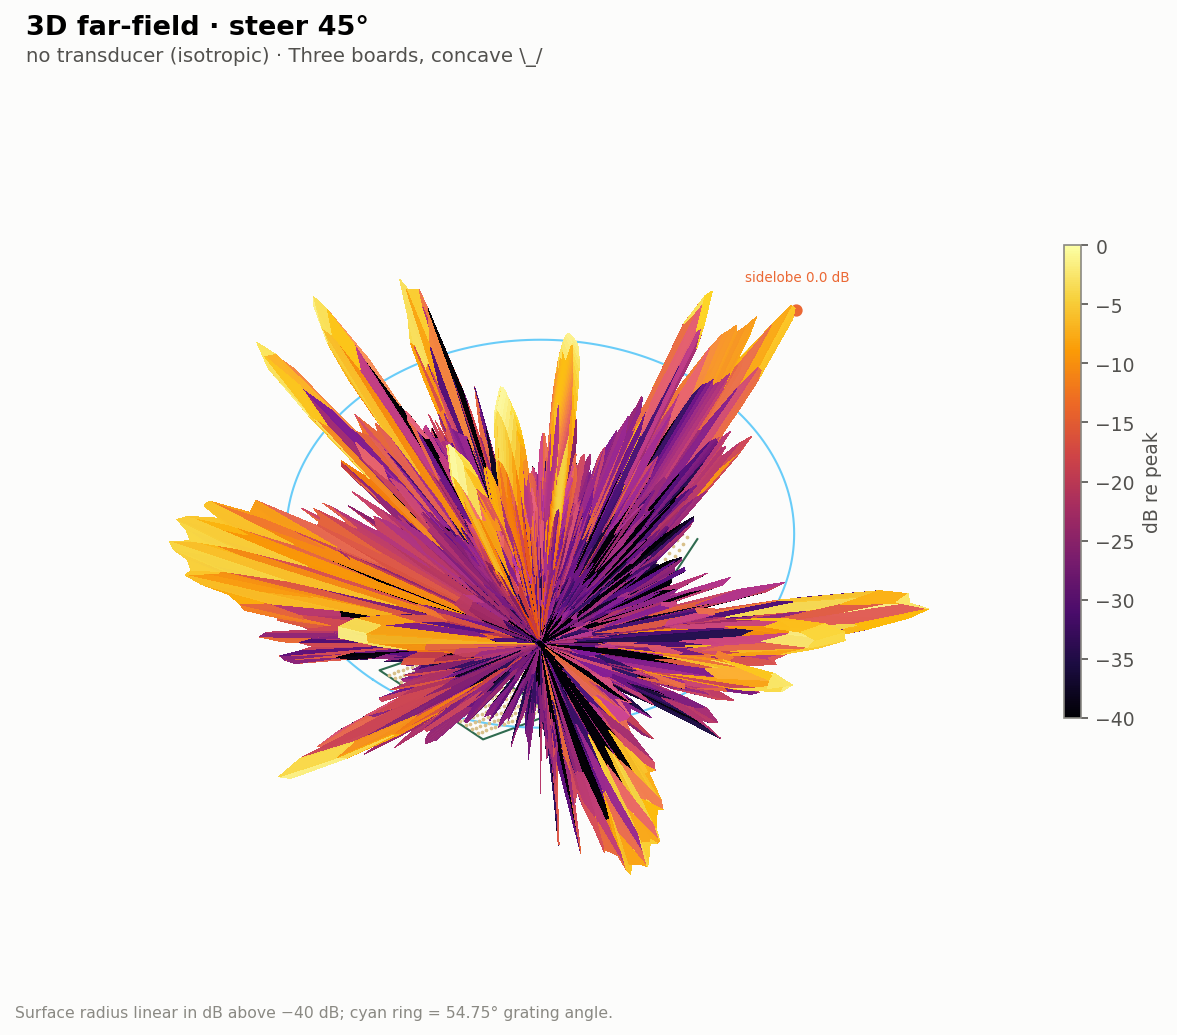 3D far-field · steer 45°
no transducer (isotropic) · Three boards, concave \_/
sidelobe 0.0 dB
0
−5
−10
−15
−20
−25
−30
−35
−40
dB re peak
Surface radius linear in dB above −40 dB; cyan ring = 54.75° grating angle.